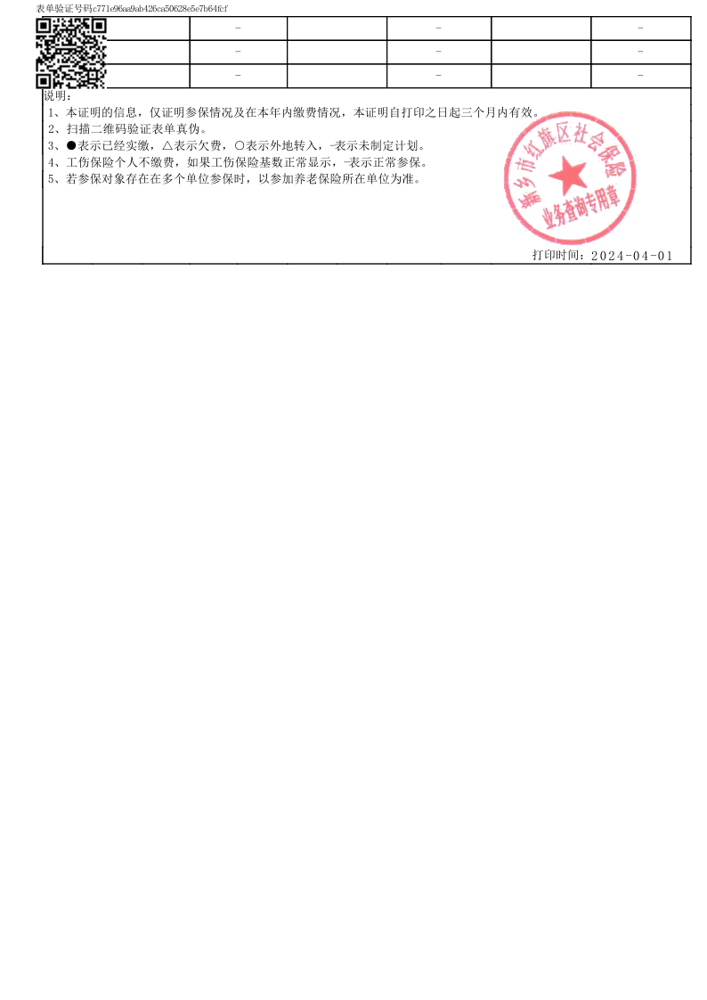 表单验证号码c771e96aa9ab426ca50628e5e7b64fcf
- - -
- - -
- - -
说明：
1、本证明的信息，仅证明参保情况及在本年内缴费情况，本证明自打印之日起三个月内有效。
2、扫描二维码验证表单真伪。
3、●表示已经实缴，△表示欠费，○表示外地转入，-表示未制定计划。
4、工伤保险个人不缴费，如果工伤保险基数正常显示，-表示正常参保。
5、若参保对象存在在多个单位参保时，以参加养老保险所在单位为准。
新乡市红旗区社会保险
业务查询专用章
打印时间：2024-04-01